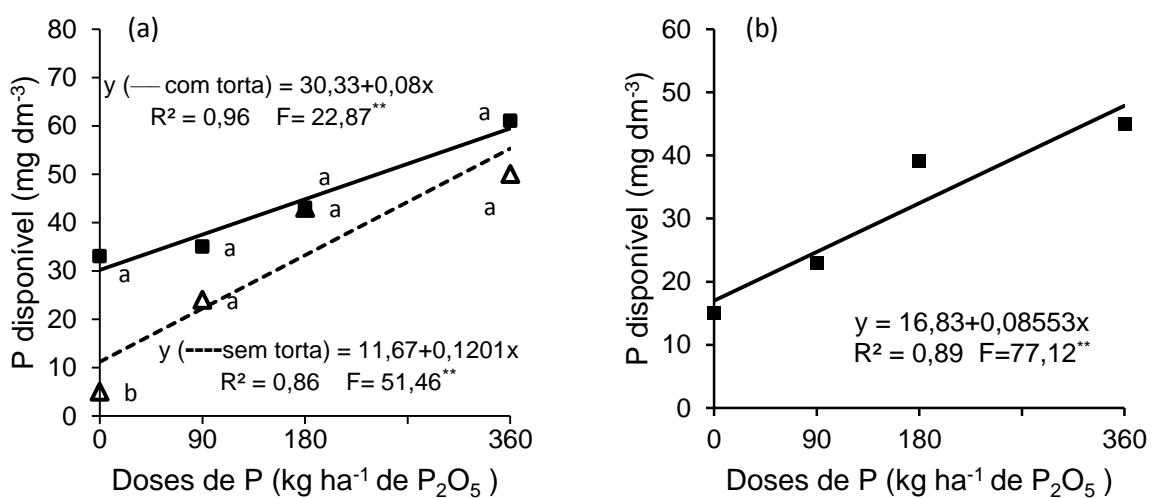 (a)
80
70
60
50
40
30
20
10
0
P disponível (mg dm⁻³)
y (— com torta) = 30,33+0,08x
R² = 0,96 F= 22,87**
a
a
a
a
a
a
a
b
y (----sem torta) = 11,67+0,1201x
R² = 0,86 F= 51,46**
0 90 180 360
Doses de P (kg ha⁻¹ de P₂O₅ )
(b)
60
50
40
30
20
10
0
P disponível (mg dm⁻³)
y = 16,83+0,08553x
R² = 0,89 F=77,12**
0 90 180 360
Doses de P (kg ha⁻¹ de P₂O₅ )